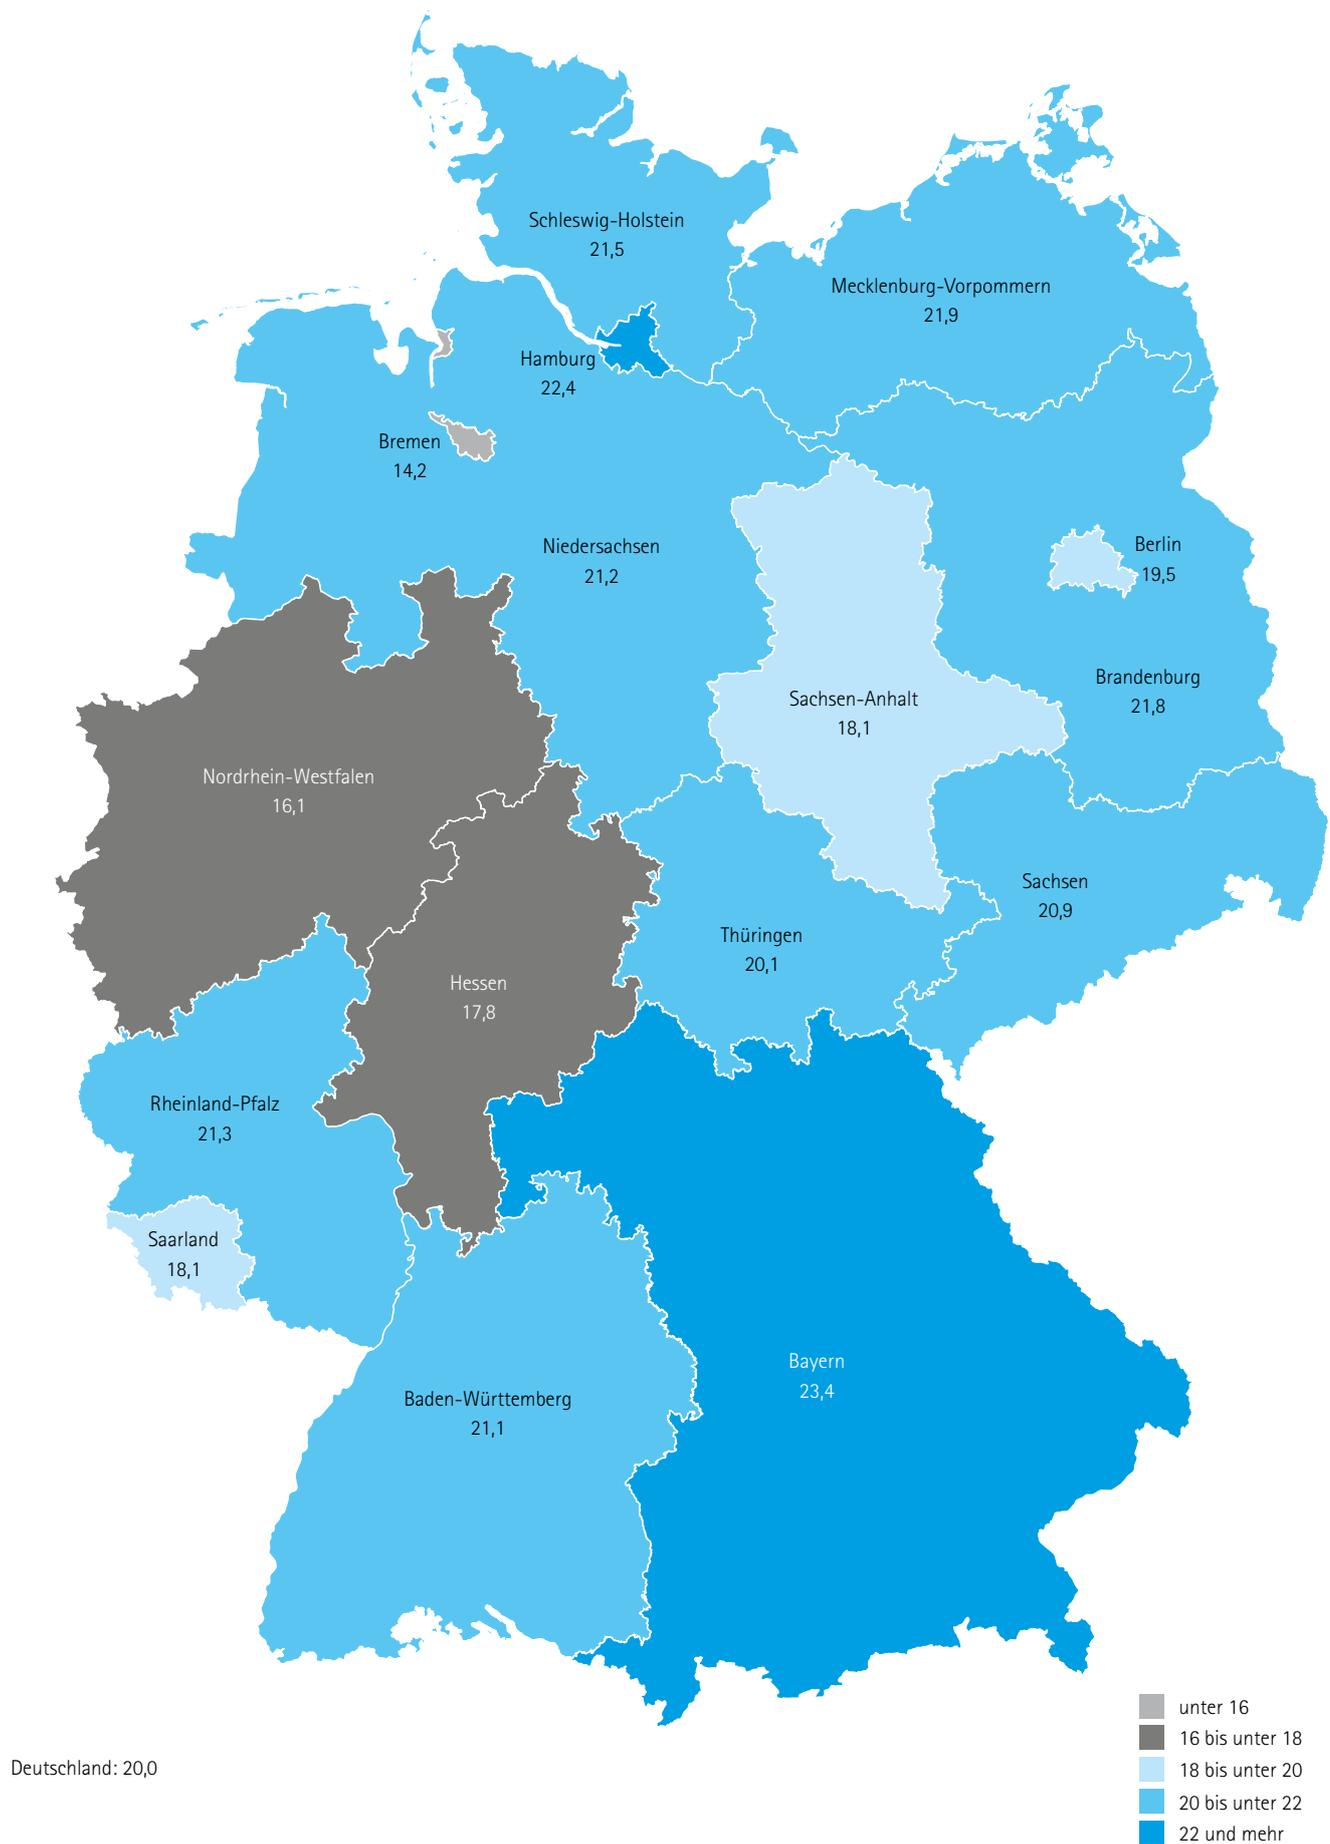 Schleswig-Holstein
21,5
Mecklenburg-Vorpommern
21,9
Hamburg
22,4
Bremen
14,2
Niedersachsen
21,2
Berlin
19,5
Brandenburg
21,8
Sachsen-Anhalt
18,1
Nordrhein-Westfalen
16,1
Sachsen
20,9
Thüringen
20,1
Hessen
17,8
Rheinland-Pfalz
21,3
Saarland
18,1
Bayern
23,4
Baden-Württemberg
21,1
unter 16
16 bis unter 18
18 bis unter 20
20 bis unter 22
22 und mehr
Deutschland: 20,0